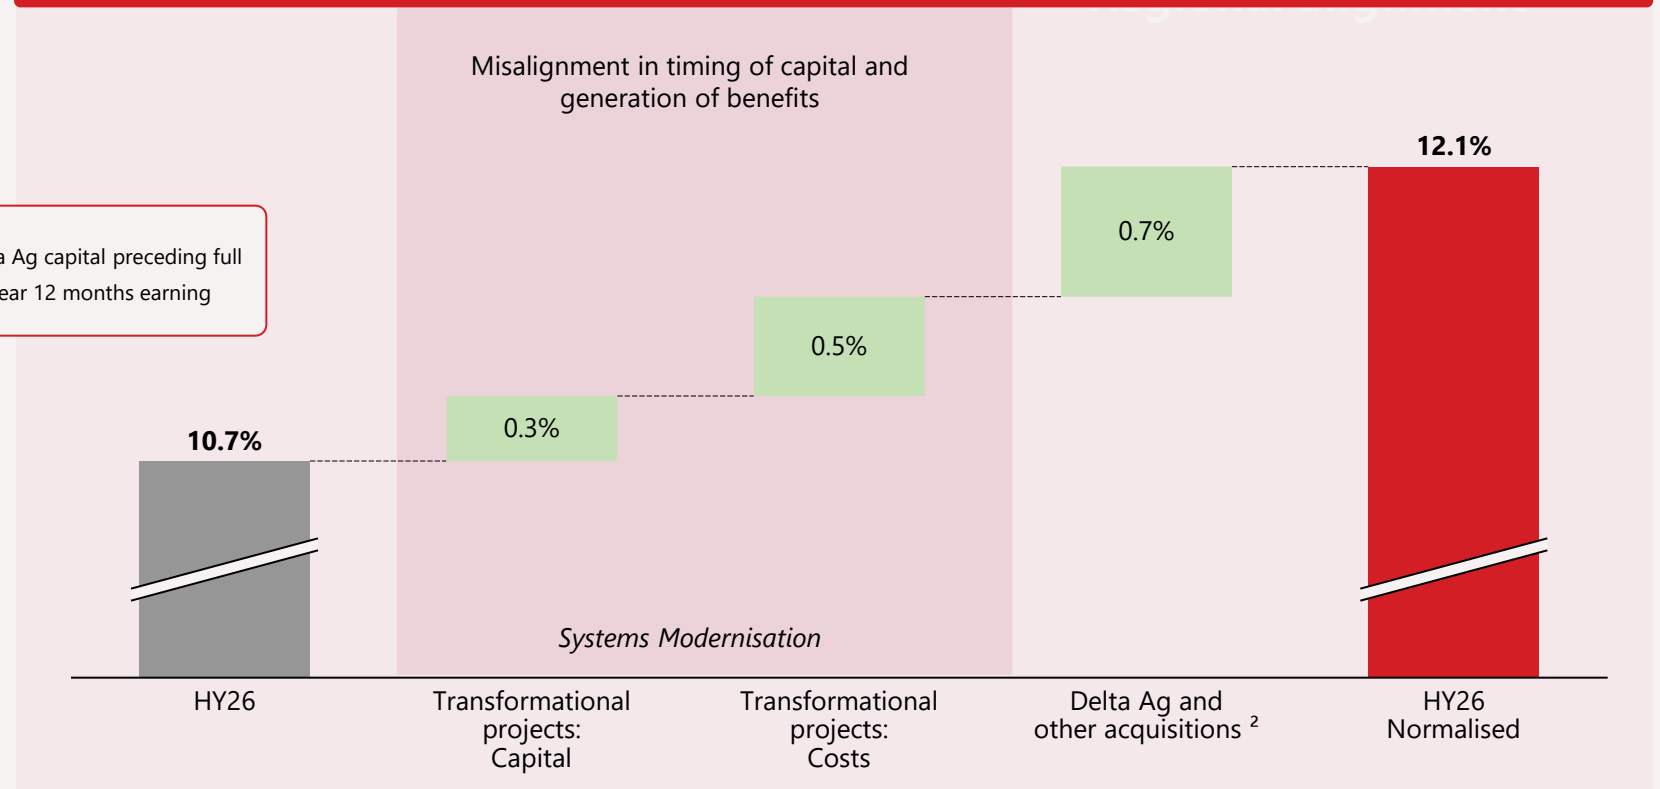 Misalignment in timing of capital and
generation of benefits
12.1%
0.7%
Ag capital preceding full
12 months earning
0.5%
0.3%
10.7%
Systems Modernisation
HY26
Transformational
projects:
Capital
Transformational
projects:
Costs
Delta Ag and
other acquisitions ²
HY26
Normalised